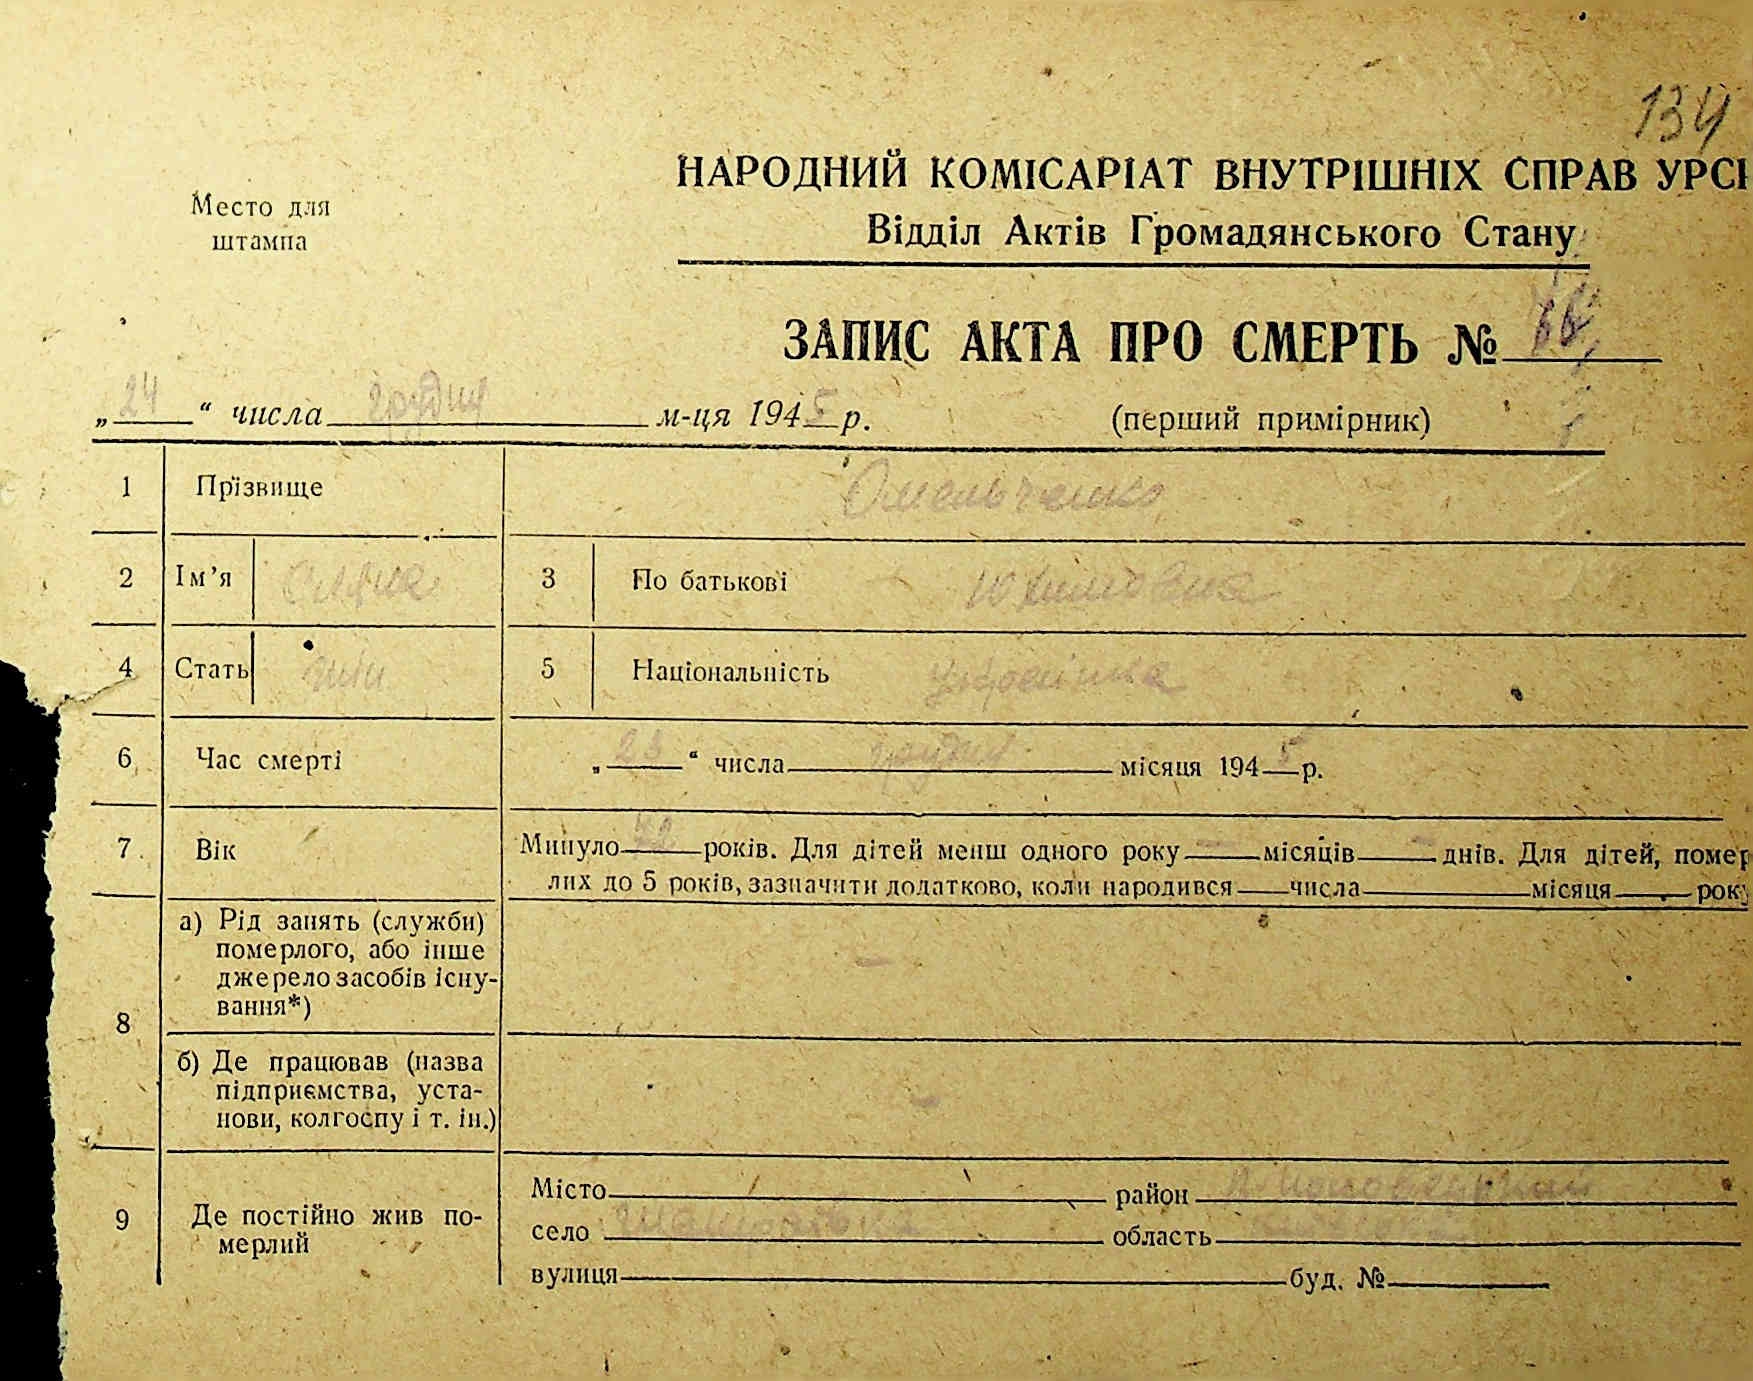 134
НАРОДНИЙ КОМІСАРІАТ ВНУТРІШНІХ СПРАВ УРСР
Место для
штампа
Відділ Актів Громадянського Стану
ЗАПИС АКТА ПРО СМЕРТЬ № 66
„24“ числа грудня м-ця 1945 р. (перший примірник)
1 Прізвище Омельченко
2 Ім’я 3 По батькові Юхимовна
4 Стать жін 5 Національність українка
6 Час смерті „23“ числа грудня місяця 1945 р.
7 Вік Минуло років. Для дітей менш одного року — місяців — днів. Для дітей, помер
лих до 5 років, зазначити додатково, коли народився числа місяця року
8 а) Рід занять (служби)
померлого, або інше
джерело засобів існу-
вання*) —
б) Де працював (назва
підприємства, уста-
нови, колгоспу і т. ін.) —
9 Де постійно жив по-
мерлий
Місто район
село область
вулиця буд. №